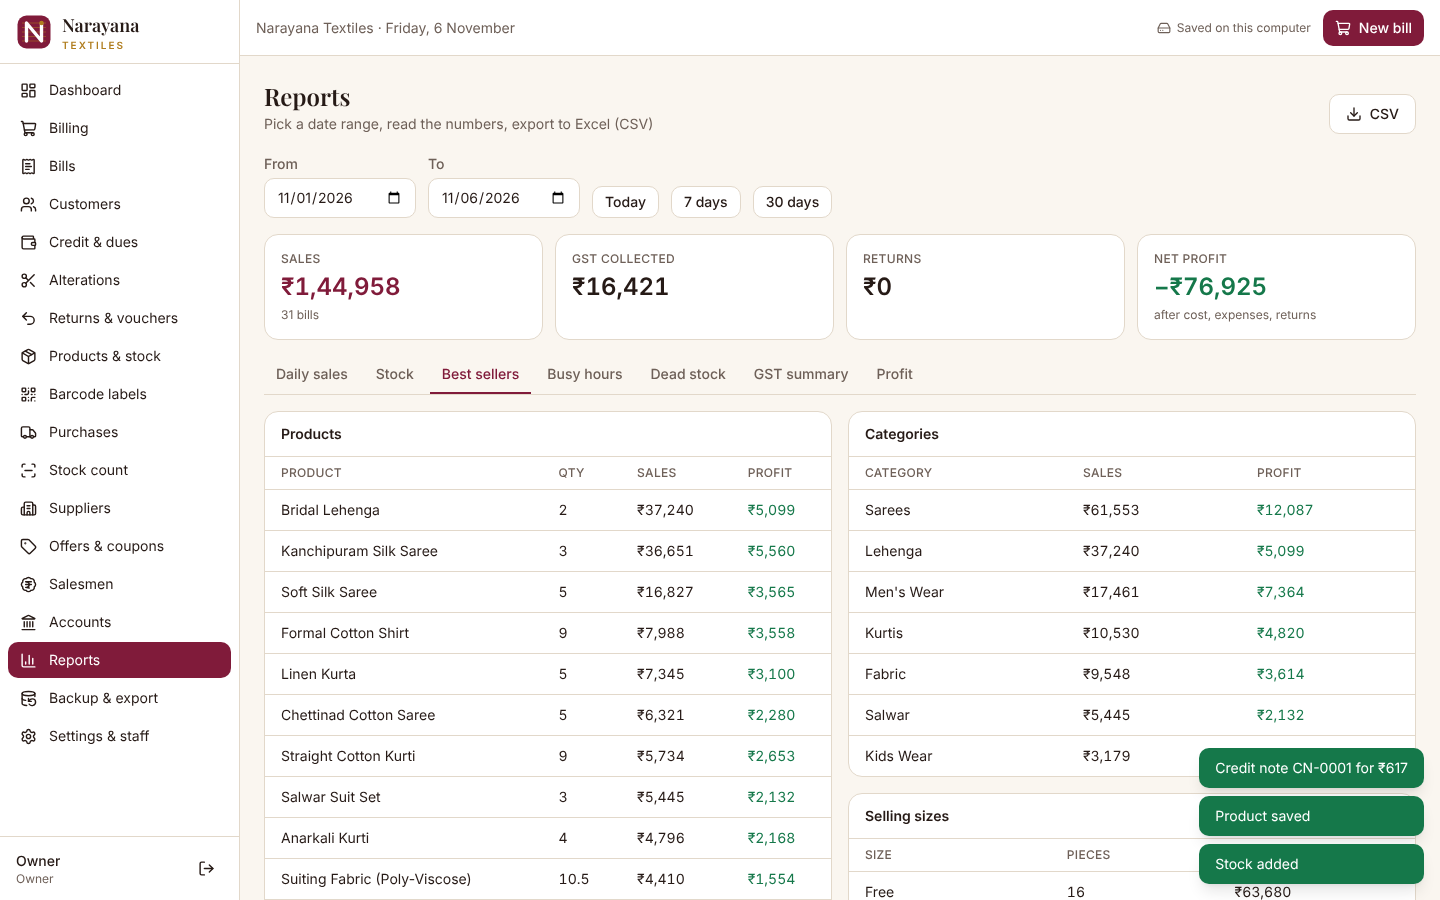 Narayana
TEXTILES
Dashboard
Billing
Bills
Customers
Credit & dues
Alterations
Returns & vouchers
Products & stock
Barcode labels
Purchases
Stock count
Suppliers
Offers & coupons
Salesmen
Accounts
Reports
Backup & export
Settings & staff
Owner
Owner
Narayana Textiles · Friday, 6 November
Saved on this computer
New bill
Reports
Pick a date range, read the numbers, export to Excel (CSV)
CSV
From To
11/01/2026 11/06/2026 Today 7 days 30 days
SALES
₹1,44,958
31 bills
GST COLLECTED
₹16,421
RETURNS
₹0
NET PROFIT
−₹76,925
after cost, expenses, returns
Daily sales Stock Best sellers Busy hours Dead stock GST summary Profit
Products
PRODUCT QTY SALES PROFIT
Bridal Lehenga 2 ₹37,240 ₹5,099
Kanchipuram Silk Saree 3 ₹36,651 ₹5,560
Soft Silk Saree 5 ₹16,827 ₹3,565
Formal Cotton Shirt 9 ₹7,988 ₹3,558
Linen Kurta 5 ₹7,345 ₹3,100
Chettinad Cotton Saree 5 ₹6,321 ₹2,280
Straight Cotton Kurti 9 ₹5,734 ₹2,653
Salwar Suit Set 3 ₹5,445 ₹2,132
Anarkali Kurti 4 ₹4,796 ₹2,168
Suiting Fabric (Poly-Viscose) 10.5 ₹4,410 ₹1,554
Categories
CATEGORY SALES PROFIT
Sarees ₹61,553 ₹12,087
Lehenga ₹37,240 ₹5,099
Men's Wear ₹17,461 ₹7,364
Kurtis ₹10,530 ₹4,820
Fabric ₹9,548 ₹3,614
Salwar ₹5,445 ₹2,132
Kids Wear ₹3,179
Selling sizes
SIZE PIECES
Free 16 ₹63,680
Credit note CN-0001 for ₹617
Product saved
Stock added